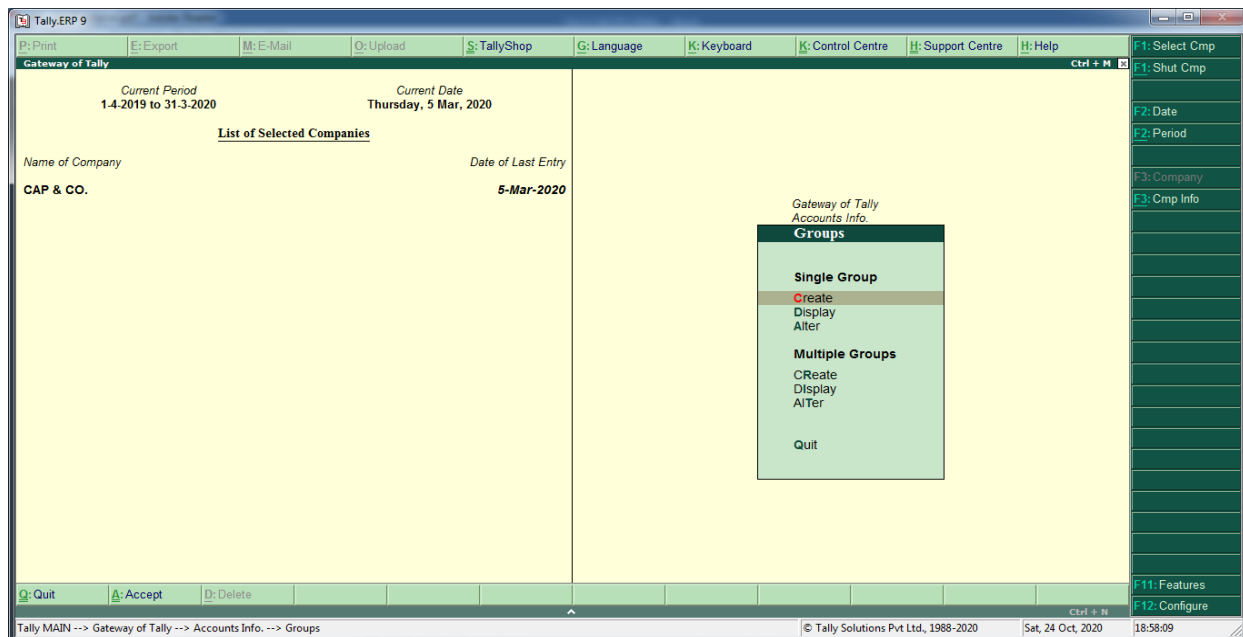 Tally.ERP 9
P: Print E: Export M: E-Mail O: Upload S: TallyShop G: Language K: Keyboard K: Control Centre H: Support Centre H: Help
Gateway of Tally Ctrl + M
Current Period Current Date
1-4-2019 to 31-3-2020 Thursday, 5 Mar, 2020
List of Selected Companies
Name of Company Date of Last Entry
CAP & CO. 5-Mar-2020
Gateway of Tally
Accounts Info.
Groups
Single Group
Create
Display
Alter
Multiple Groups
CReate
DIsplay
AlTer
Quit
F1: Select Cmp
F1: Shut Cmp
F2: Date
F2: Period
F3: Company
F3: Cmp Info
F11: Features
F12: Configure
Q: Quit A: Accept D: Delete
Ctrl + N
Tally MAIN --> Gateway of Tally --> Accounts Info. --> Groups © Tally Solutions Pvt Ltd., 1988-2020 Sat, 24 Oct, 2020 18:58:09